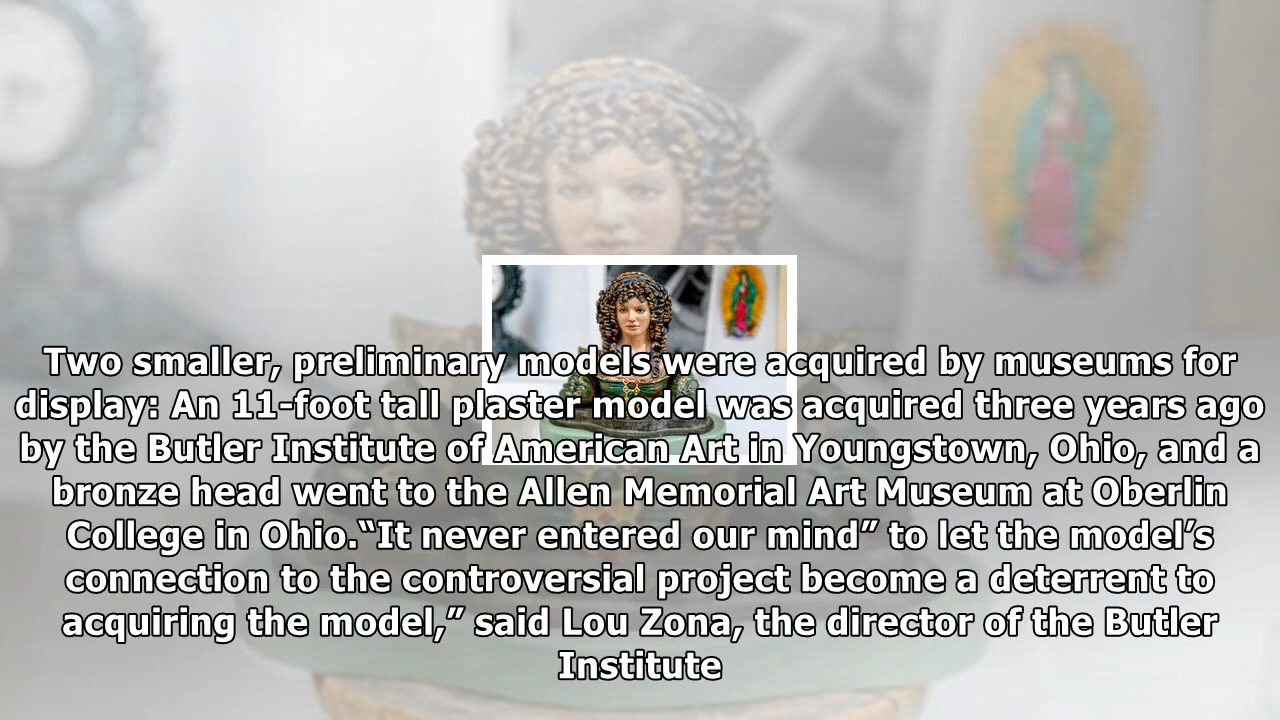 Two smaller, preliminary models were acquired by museums for
display: An 11-foot tall plaster model was acquired three years ago
by the Butler Institute of American Art in Youngstown, Ohio, and a
bronze head went to the Allen Memorial Art Museum at Oberlin
College in Ohio.“It never entered our mind” to let the model’s
connection to the controversial project become a deterrent to
acquiring the model,” said Lou Zona, the director of the Butler
Institute